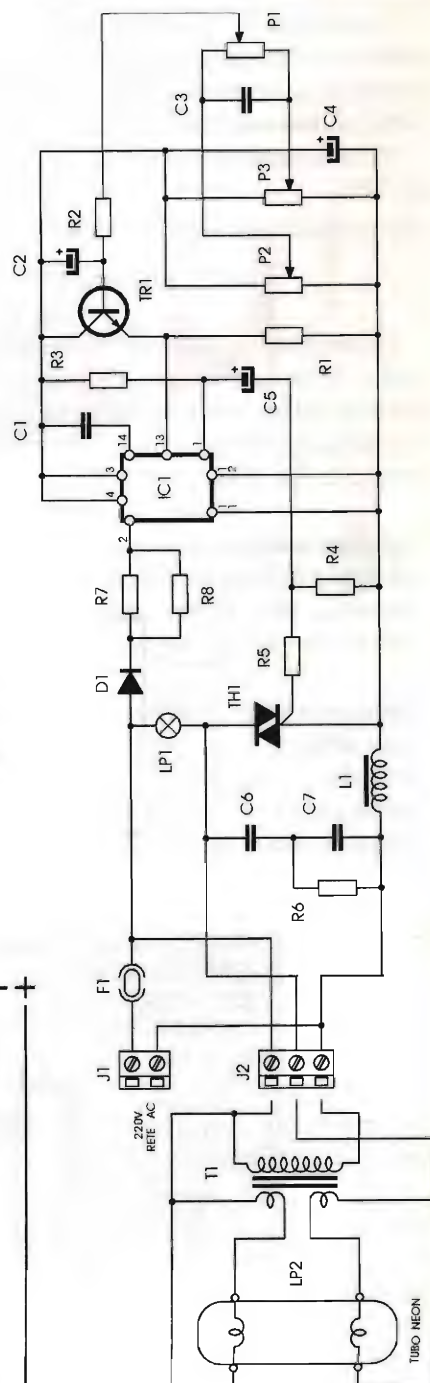 C1
C2
R2
R3
TR1
C3
P1
4
3
14
13
1
2
IC1
11
12
F1
D1
R7
R8
C5
P2
P3
C4
R1
J1
220V
RETE AC
LP1
TH1
R5
R4
C6
C7
L1
R6
J2
T1
LP2
TUBO NEON